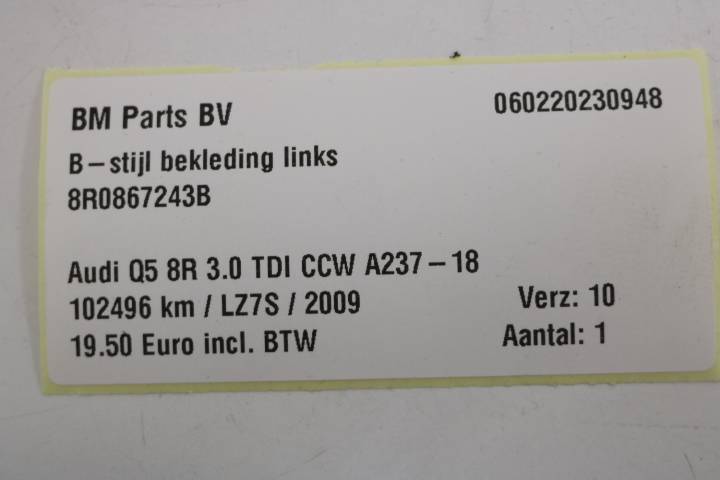 BM Parts BV 060220230948
B-stijl bekleding links
8R0867243B
Audi Q5 8R 3.0 TDI CCW A237-18
102496 km / LZ7S / 2009 Verz: 10
19.50 Euro incl. BTW Aantal: 1